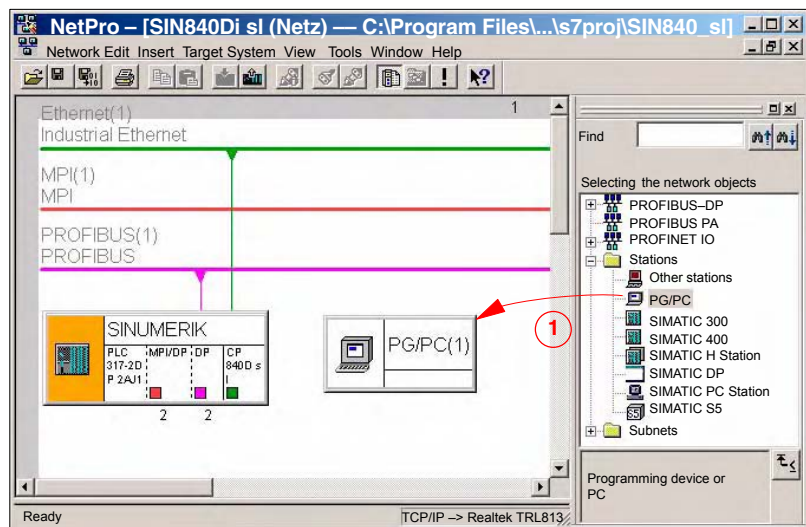 NetPro – [SIN840Di sl (Netz) — C:\Program Files\...\s7proj\SIN840_sl]
Network Edit Insert Target System View Tools Window Help
Ethernet(1)
Industrial Ethernet
1
MPI(1)
MPI
PROFIBUS(1)
PROFIBUS
SINUMERIK
PLC
317-2D
P 2AJ1
MPI/DP
DP
CP
840D s
l
2
2
PG/PC(1)
1
Find
Selecting the network objects
PROFIBUS–DP
PROFIBUS PA
PROFINET IO
Stations
Other stations
PG/PC
SIMATIC 300
SIMATIC 400
SIMATIC H Station
SIMATIC DP
SIMATIC PC Station
SIMATIC S5
Subnets
Programming device or
PC
Ready
TCP/IP –> Realtek TRL813